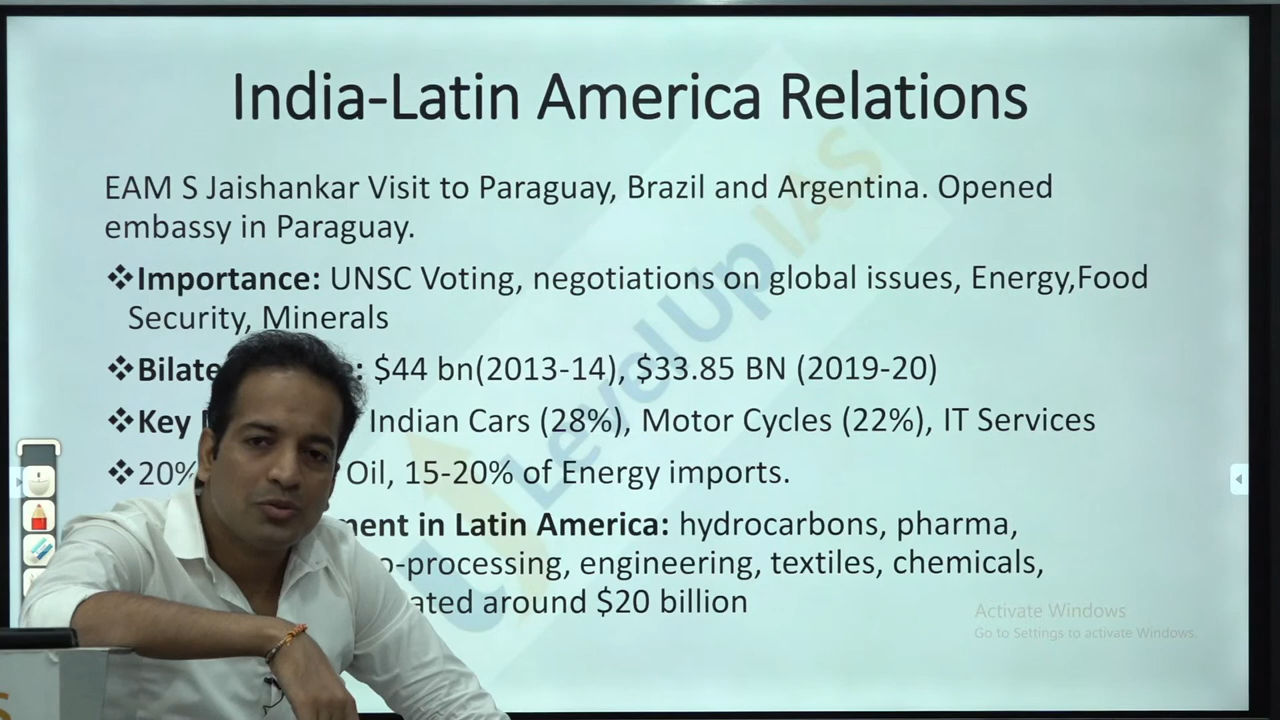 India-Latin America Relations
EAM S Jaishankar Visit to Paraguay, Brazil and Argentina. Opened
embassy in Paraguay.
❖Importance: UNSC Voting, negotiations on global issues, Energy,Food
Security, Minerals
❖ : $44 bn(2013-14), $33.85 BN (2019-20)
❖Key Indian Cars (28%), Motor Cycles (22%), IT Services
❖20% Oil, 15-20% of Energy imports.
in Latin America: hydrocarbons, pharma,
-processing, engineering, textiles, chemicals,
around $20 billion
LevelUpIAS
Activate Windows
Go to Settings to activate Windows.